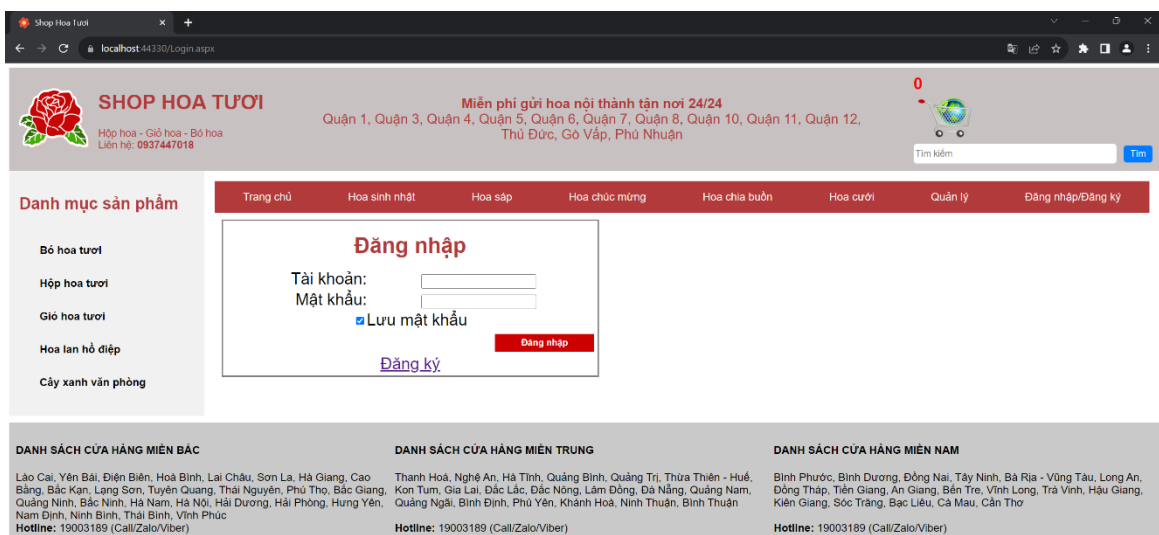 Shop Hoa Tươi
localhost:44330/Login.aspx
SHOP HOA TƯƠI
Hộp hoa - Giỏ hoa - Bó hoa
Liên hệ: 0937447018
Miễn phí gửi hoa nội thành tận nơi 24/24
Quận 1, Quận 3, Quận 4, Quận 5, Quận 6, Quận 7, Quận 8, Quận 10, Quận 11, Quận 12,
Thủ Đức, Gò Vấp, Phú Nhuận
0
Tìm kiếm
Tìm
Danh mục sản phẩm
Bó hoa tươi
Hộp hoa tươi
Giỏ hoa tươi
Hoa lan hồ điệp
Cây xanh văn phòng
Trang chủ
Hoa sinh nhật
Hoa sáp
Hoa chúc mừng
Hoa chia buồn
Hoa cưới
Quản lý
Đăng nhập/Đăng ký
Đăng nhập
Tài khoản:
Mật khẩu:
Lưu mật khẩu
Đăng nhập
Đăng ký
DANH SÁCH CỬA HÀNG MIỀN BẮC
Lào Cai, Yên Bái, Điện Biên, Hoà Bình, Lai Châu, Sơn La, Hà Giang, Cao
Bằng, Bắc Kạn, Lạng Sơn, Tuyên Quang, Thái Nguyên, Phú Thọ, Bắc Giang,
Quảng Ninh, Bắc Ninh, Hà Nam, Hà Nội, Hải Dương, Hải Phòng, Hưng Yên,
Nam Định, Ninh Bình, Thái Bình, Vĩnh Phúc
Hotline: 19003189 (Call/Zalo/Viber)
DANH SÁCH CỬA HÀNG MIỀN TRUNG
Thanh Hoá, Nghệ An, Hà Tĩnh, Quảng Bình, Quảng Trị, Thừa Thiên - Huế,
Kon Tum, Gia Lai, Đắc Lắc, Đắc Nông, Lâm Đồng, Đà Nẵng, Quảng Nam,
Quảng Ngãi, Bình Định, Phú Yên, Khánh Hoà, Ninh Thuận, Bình Thuận
Hotline: 19003189 (Call/Zalo/Viber)
DANH SÁCH CỬA HÀNG MIỀN NAM
Bình Phước, Bình Dương, Đồng Nai, Tây Ninh, Bà Rịa - Vũng Tàu, Long An,
Đồng Tháp, Tiền Giang, An Giang, Bến Tre, Vĩnh Long, Trà Vinh, Hậu Giang,
Kiên Giang, Sóc Trăng, Bạc Liêu, Cà Mau, Cần Thơ
Hotline: 19003189 (Call/Zalo/Viber)